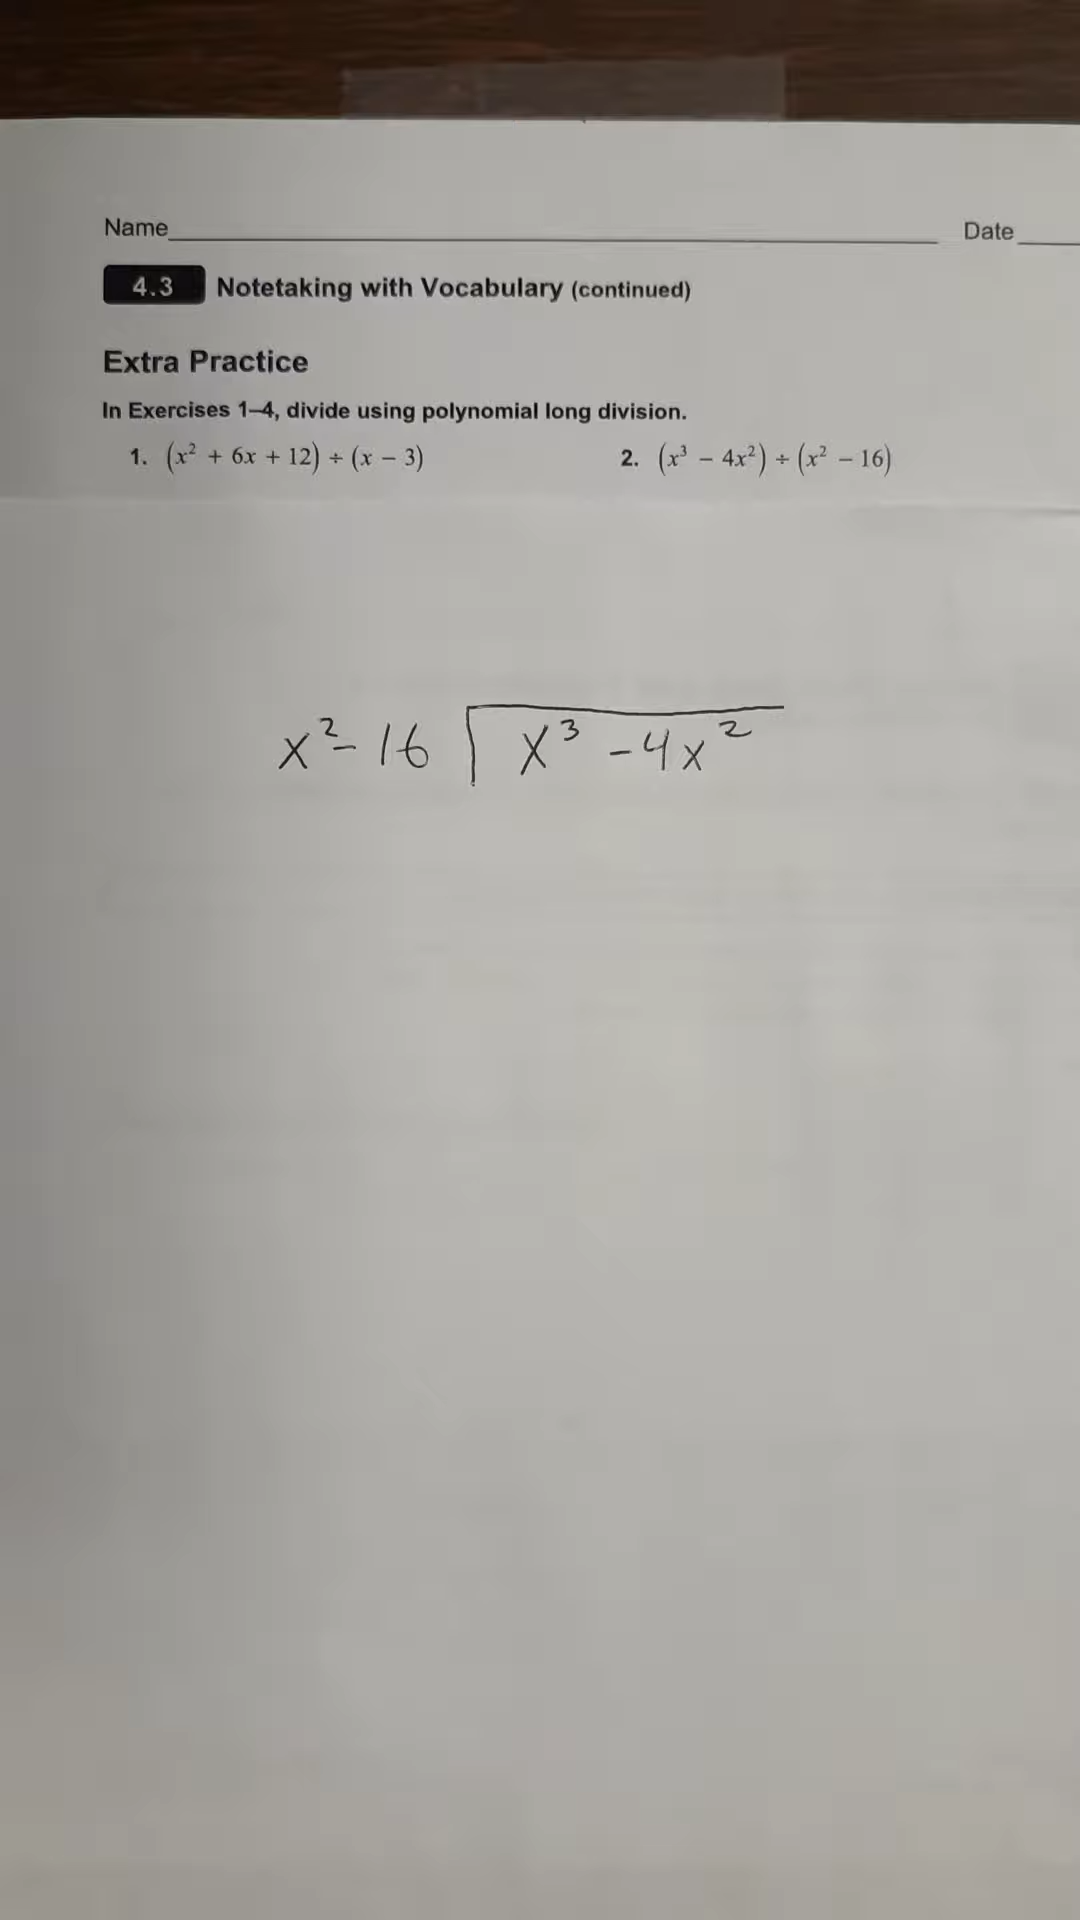 Name Date
4.3 Notetaking with Vocabulary (continued)
Extra Practice
In Exercises 1–4, divide using polynomial long division.
1. (x² + 6x + 12) ÷ (x − 3) 2. (x³ − 4x²) ÷ (x² − 16)
x² - 16 x³ - 4x²